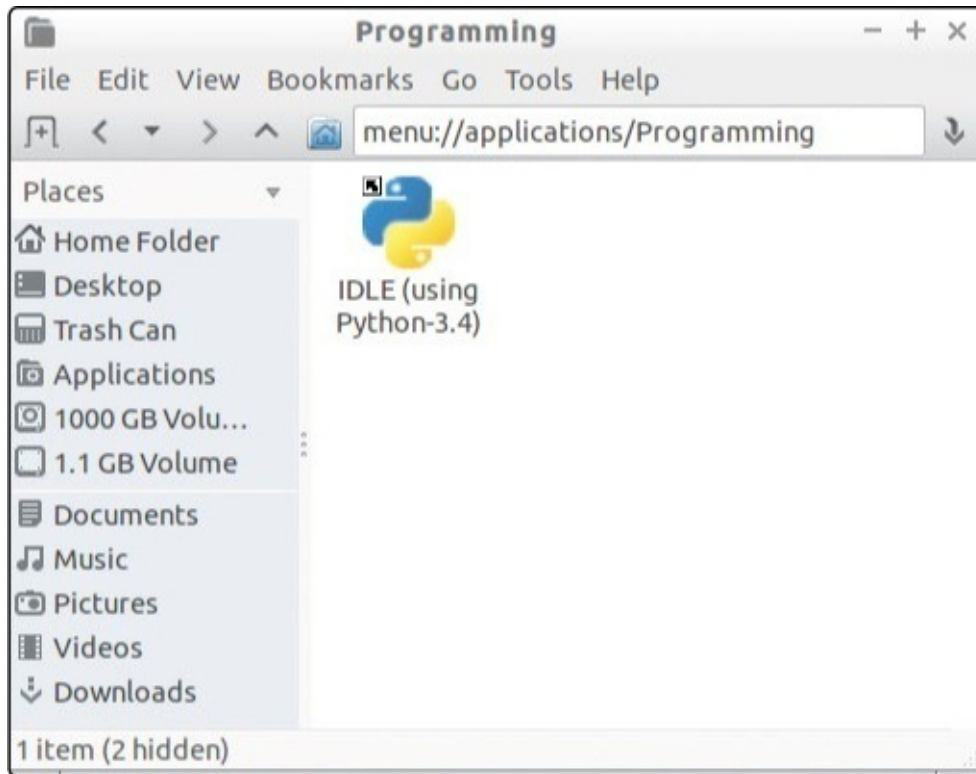 Programming
File Edit View Bookmarks Go Tools Help
menu://applications/Programming
Places
Home Folder
Desktop
Trash Can
Applications
1000 GB Volu...
1.1 GB Volume
Documents
Music
Pictures
Videos
Downloads
IDLE (using
Python-3.4)
1 item (2 hidden)